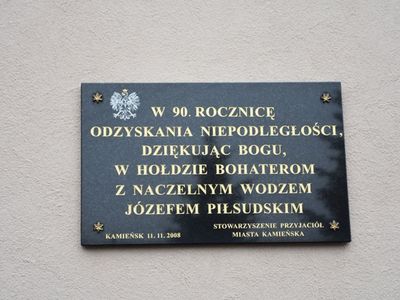 W 90. ROCZNICĘ
ODZYSKANIA NIEPODLEGŁOŚCI,
DZIĘKUJĄC BOGU,
W HOŁDZIE BOHATEROM
Z NACZELNYM WODZEM
JÓZEFEM PIŁSUDSKIM
STOWARZYSZENIE PRZYJACIÓŁ
MIASTA KAMIEŃSKA
KAMIEŃSK 11.11.2008